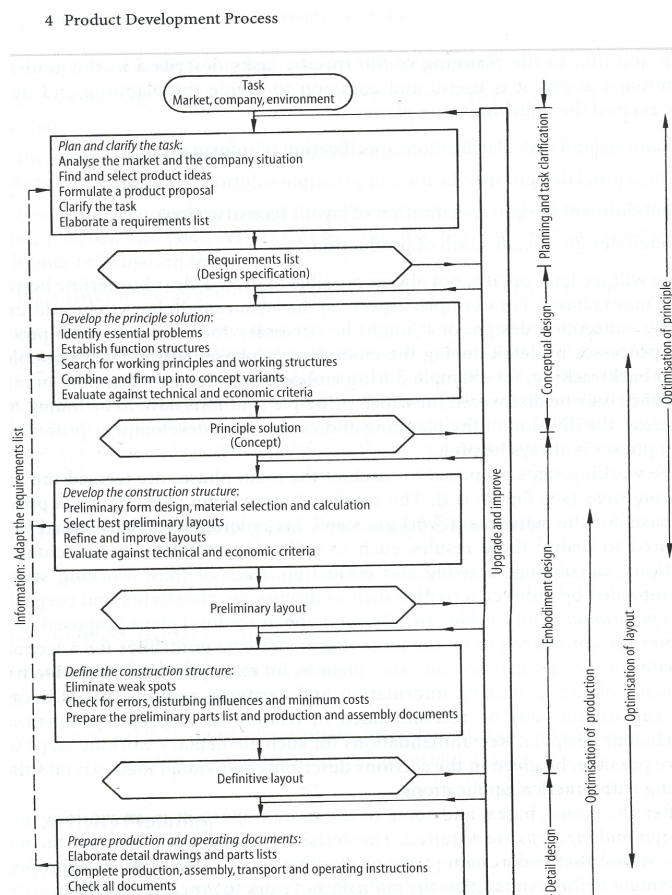 4 Product Development Process
Task
Market, company, environment
Plan and clarify the task:
Analyse the market and the company situation
Find and select product ideas
Formulate a product proposal
Clarify the task
Elaborate a requirements list
Requirements list
(Design specification)
Develop the principle solution:
Identify essential problems
Establish function structures
Search for working principles and working structures
Combine and firm up into concept variants
Evaluate against technical and economic criteria
Principle solution
(Concept)
Develop the construction structure:
Preliminary form design, material selection and calculation
Select best preliminary layouts
Refine and improve layouts
Evaluate against technical and economic criteria
Preliminary layout
Define the construction structure:
Eliminate weak spots
Check for errors, disturbing influences and minimum costs
Prepare the preliminary parts list and production and assembly documents
Definitive layout
Prepare production and operating documents:
Elaborate detail drawings and parts lists
Complete production, assembly, transport and operating instructions
Check all documents
Information: Adapt the requirements list
Upgrade and improve
Planning and task clarification
Conceptual design
Embodiment design
Detail design
Optimisation of production
Optimisation of layout
Optimisation of principle